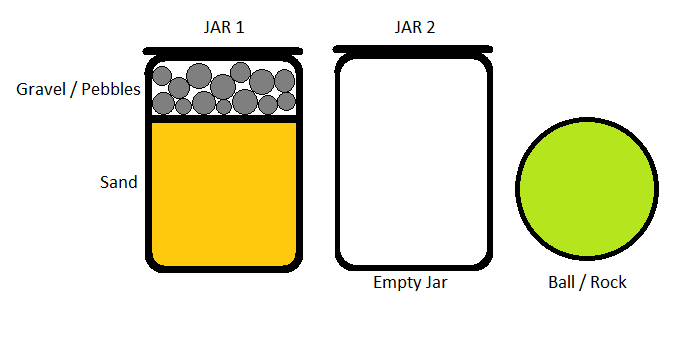 JAR 1
JAR 2
Gravel / Pebbles
Sand
Empty Jar
Ball / Rock